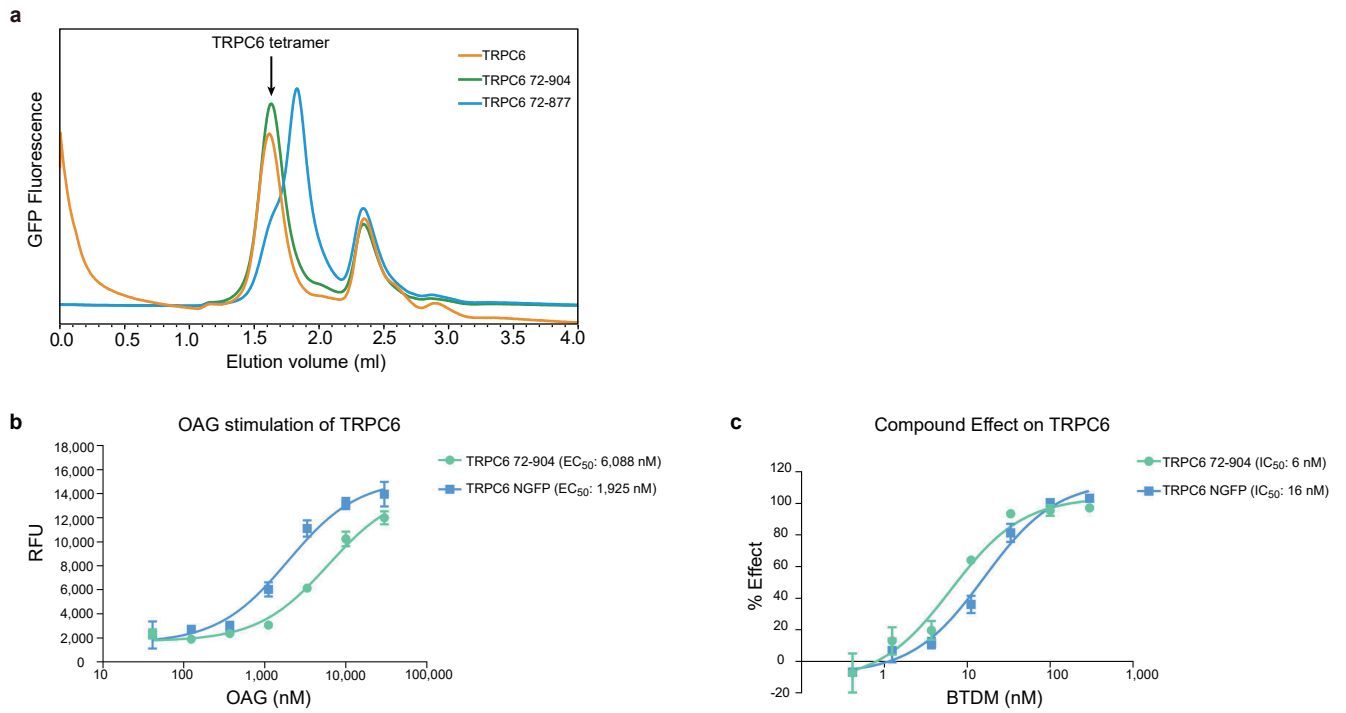 a
TRPC6 tetramer
TRPC6
TRPC6 72-904
TRPC6 72-877
GFP Fluorescence
0.0 0.5 1.0 1.5 2.0 2.5 3.0 3.5 4.0
Elution volume (ml)
b
OAG stimulation of TRPC6
TRPC6 72-904 (EC50: 6,088 nM)
TRPC6 NGFP (EC50: 1,925 nM)
RFU
18,000
16,000
14,000
12,000
10,000
8,000
6,000
4,000
2,000
0
10 100 1,000 10,000 100,000
OAG (nM)
c
Compound Effect on TRPC6
TRPC6 72-904 (IC50: 6 nM)
TRPC6 NGFP (IC50: 16 nM)
% Effect
120
100
80
60
40
20
0
-20
1 10 100 1,000
BTDM (nM)